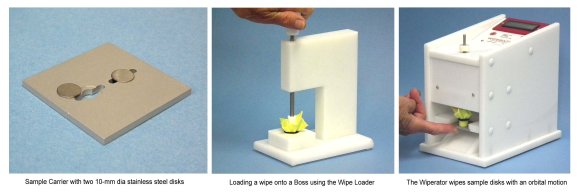 Sample Carrier with two 10-mm dia stainless steel disks
Loading a wipe onto a Boss using the Wipe Loader
The Wiperator wipes sample disks with an orbital motion